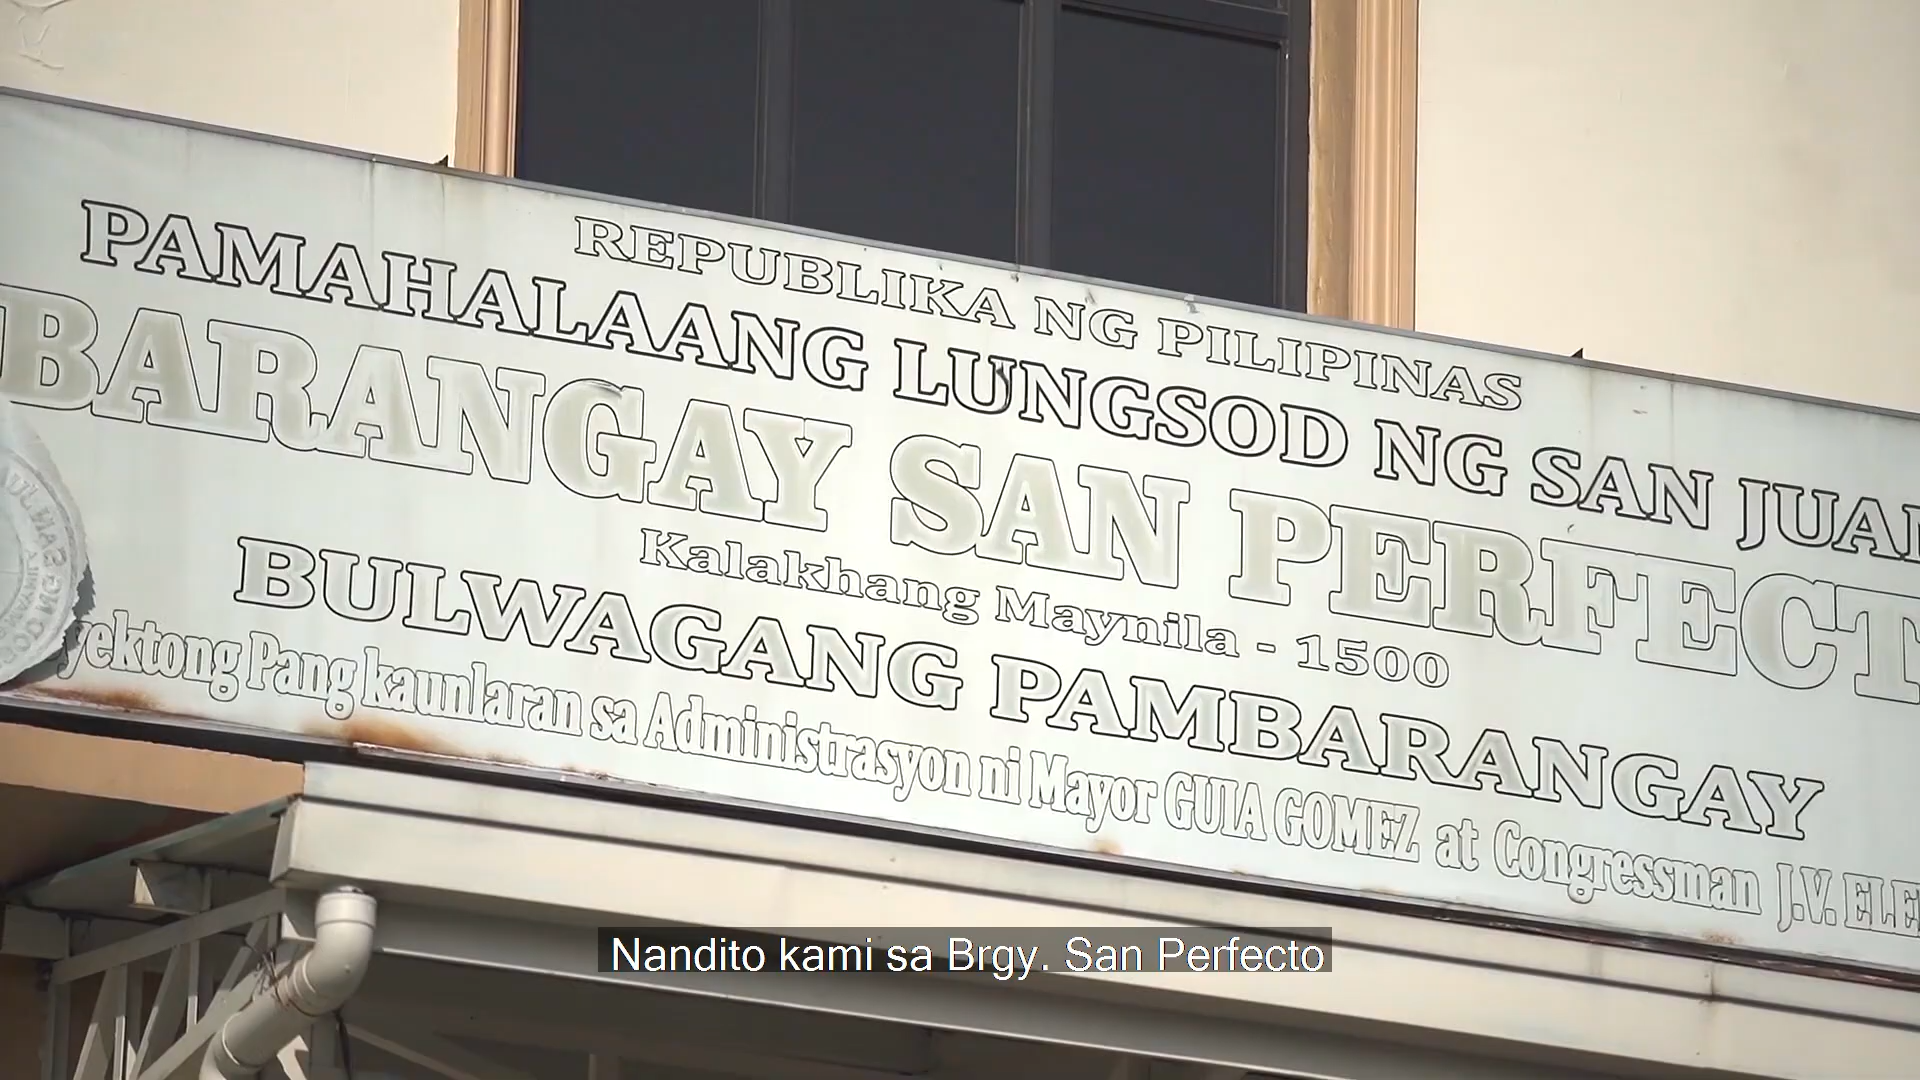 REPUBLIKA NG PILIPINAS
PAMAHALAANG LUNGSOD NG SAN JUAN
BARANGAY SAN PERFECT
Kalakhang Maynila - 1500
BULWAGANG PAMBARANGAY
yektong Pang kaunlaran sa Administrasyon ni Mayor GUIA GOMEZ at Congressman J.V.
Nandito kami sa Brgy. San Perfecto